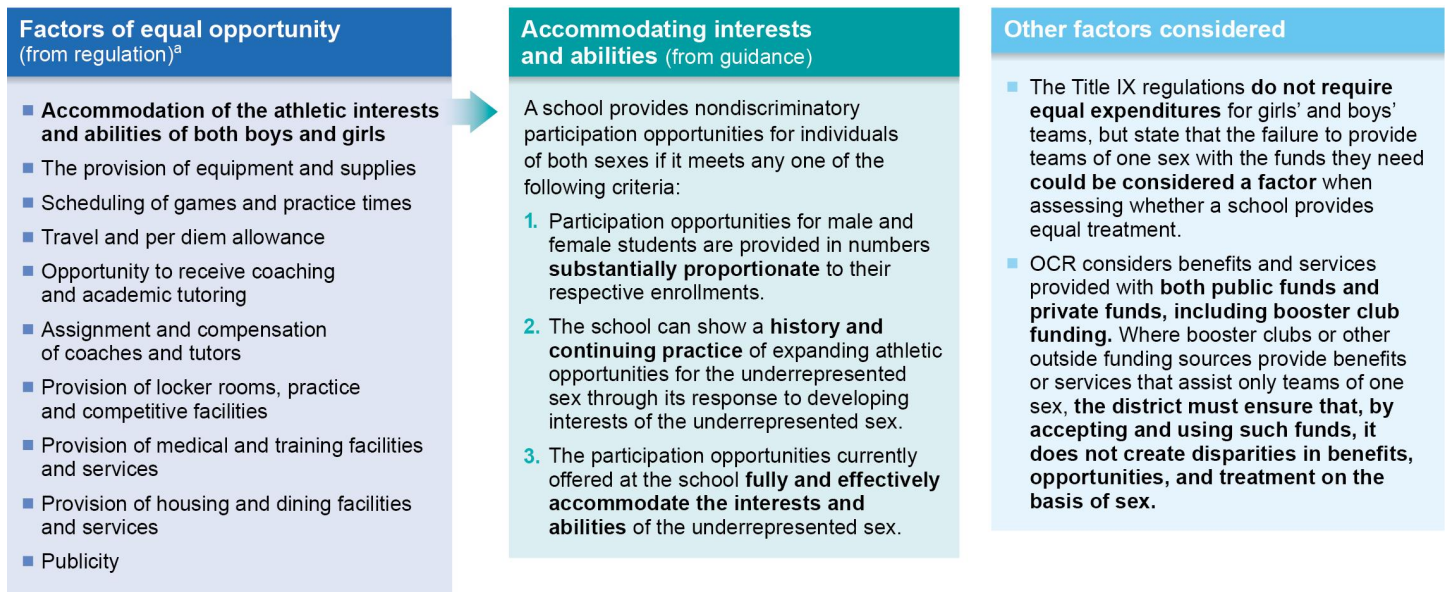 Factors of equal opportunity
(from regulation)a
■ Accommodation of the athletic interests
and abilities of both boys and girls
■ The provision of equipment and supplies
■ Scheduling of games and practice times
■ Travel and per diem allowance
■ Opportunity to receive coaching
and academic tutoring
■ Assignment and compensation
of coaches and tutors
■ Provision of locker rooms, practice
and competitive facilities
■ Provision of medical and training facilities
and services
■ Provision of housing and dining facilities
and services
■ Publicity
Accommodating interests
and abilities (from guidance)
A school provides nondiscriminatory
participation opportunities for individuals
of both sexes if it meets any one of the
following criteria:
1. Participation opportunities for male and
female students are provided in numbers
substantially proportionate to their
respective enrollments.
2. The school can show a history and
continuing practice of expanding athletic
opportunities for the underrepresented
sex through its response to developing
interests of the underrepresented sex.
3. The participation opportunities currently
offered at the school fully and effectively
accommodate the interests and
abilities of the underrepresented sex.
Other factors considered
■ The Title IX regulations do not require
equal expenditures for girls’ and boys’
teams, but state that the failure to provide
teams of one sex with the funds they need
could be considered a factor when
assessing whether a school provides
equal treatment.
■ OCR considers benefits and services
provided with both public funds and
private funds, including booster club
funding. Where booster clubs or other
outside funding sources provide benefits
or services that assist only teams of one
sex, the district must ensure that, by
accepting and using such funds, it
does not create disparities in benefits,
opportunities, and treatment on the
basis of sex.